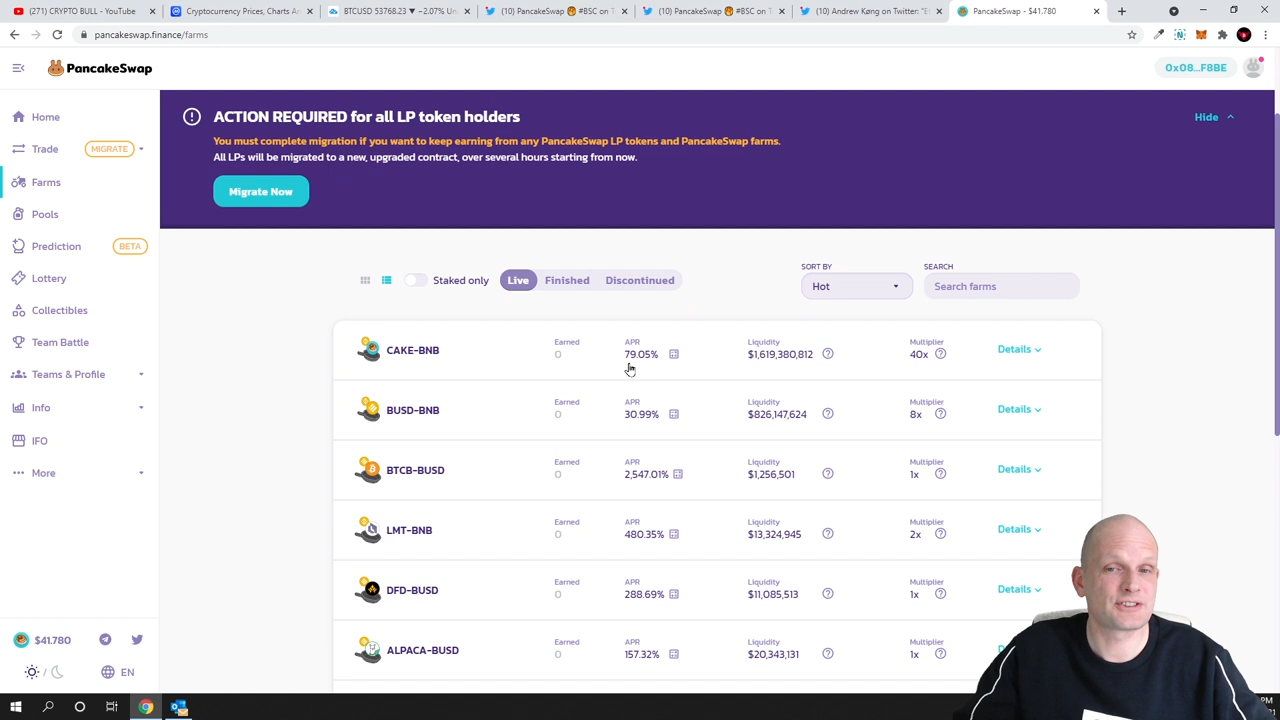 (271) CRYPTO BULL - YouTube
Cryptocurrency Prices, Charts An
BTCUSD 53768.23 ▼ −2.07% Un
(10) PancakeSwap 🥞 #BSC on T
(10) PancakeSwap 🥞 #BSC on T
(10) Andrew Kang on Twitter: "E
PancakeSwap - $41.780
pancakeswap.finance/farms
PancakeSwap
0x08...F8BE
Home
Trade
MIGRATE
Farms
Pools
Prediction
BETA
Lottery
Collectibles
Team Battle
Teams & Profile
Info
IFO
More
$41.780
/
EN
ACTION REQUIRED for all LP token holders
Hide
You must complete migration if you want to keep earning from any PancakeSwap LP tokens and PancakeSwap farms.
All LPs will be migrated to a new, upgraded contract, over several hours starting from now.
Migrate Now
Staked only
Live
Finished
Discontinued
SORT BY
Hot
SEARCH
Search farms
CAKE-BNB
Earned
0
APR
79.05%
Liquidity
$1,619,380,812
Multiplier
40x
Details
BUSD-BNB
Earned
0
APR
30.99%
Liquidity
$826,147,624
Multiplier
8x
Details
BTCB-BUSD
Earned
0
APR
2,547.01%
Liquidity
$1,256,501
Multiplier
1x
Details
LMT-BNB
Earned
0
APR
480.35%
Liquidity
$13,324,945
Multiplier
2x
Details
DFD-BUSD
Earned
0
APR
288.69%
Liquidity
$11,085,513
Multiplier
1x
Details
ALPACA-BUSD
Earned
0
APR
157.32%
Liquidity
$20,343,131
Multiplier
1x